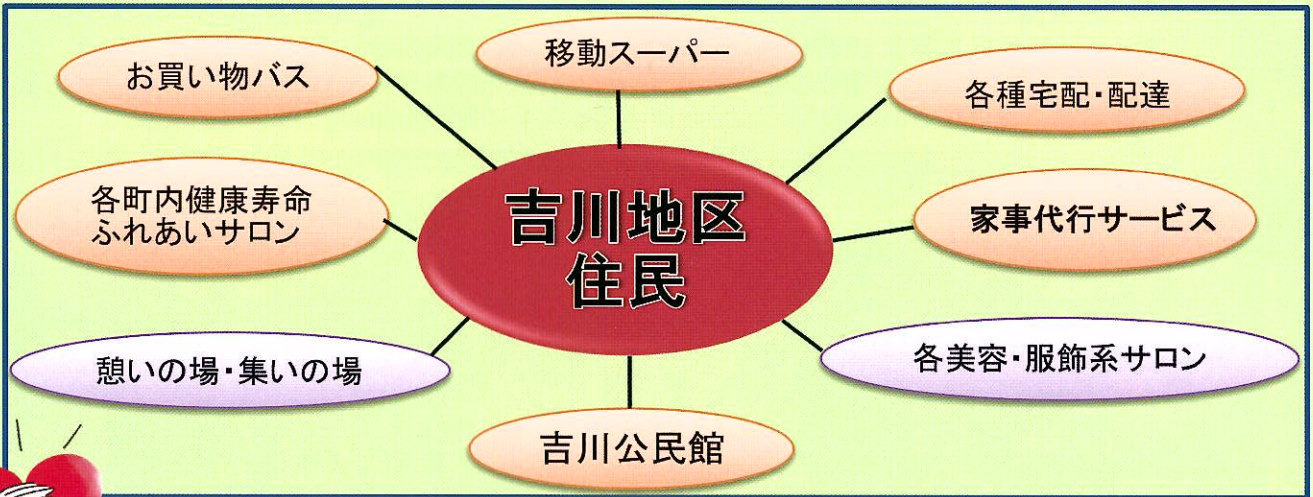 お買い物バス
移動スーパー
各種宅配・配達
各町内健康寿命
ふれあいサロン
吉川地区
住民
家事代行サービス
憩いの場・集いの場
各美容・服飾系サロン
吉川公民館